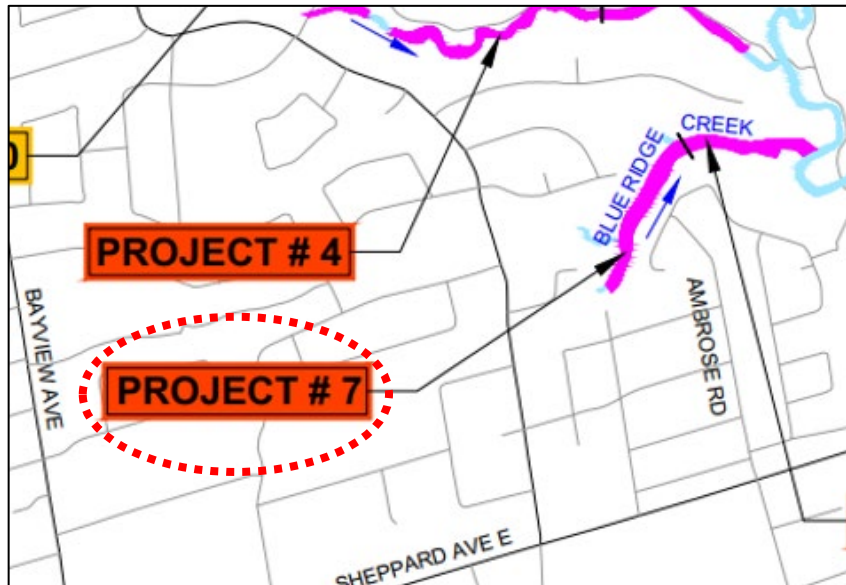 CREEK
BLUE RIDGE
PROJECT # 4
BAYVIEW AVE
AMBROSE RD
PROJECT # 7
SHEPPARD AVE E